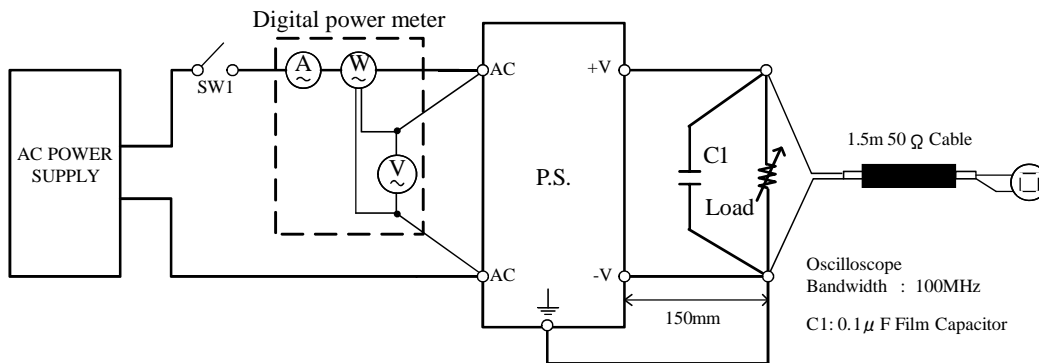 Digital power meter
A
W
AC
+V
SW1
1.5m 50 Ω Cable
AC POWER
SUPPLY
V
P.S.
C1
Load
AC
-V
Oscilloscope
Bandwidth : 100MHz
150mm
C1: 0.1μ F Film Capacitor